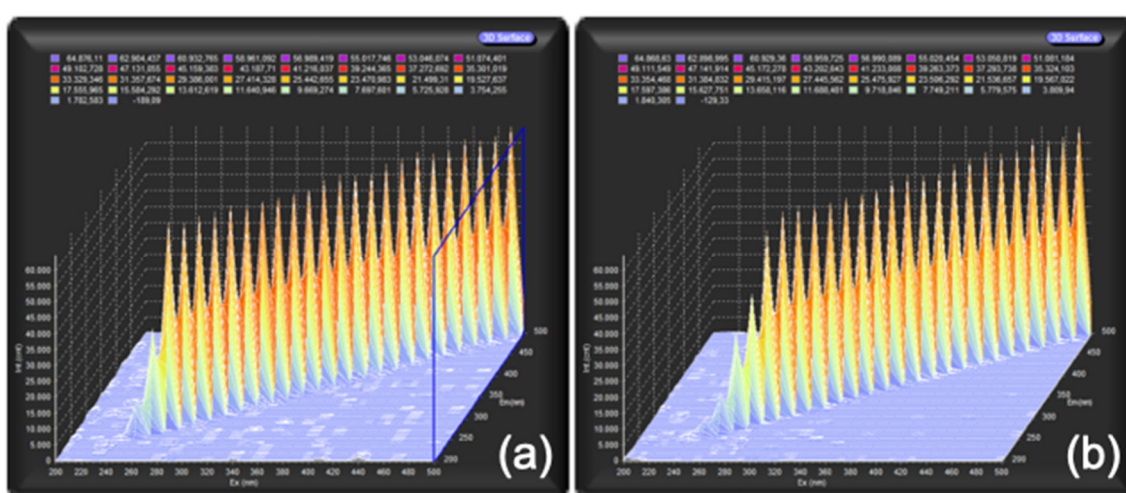 3D Surface
64.876,11 62.904,437 60.932,765 58.961,092 56.989,419 55.017,746 53.046,074 51.074,401
49.102,728 47.131,055 45.159,383 43.187,71 41.216,037 39.244,365 37.272,692 35.301,019
33.329,346 31.357,674 29.386,001 27.414,328 25.442,655 23.470,983 21.499,31 19.527,637
17.555,965 15.584,292 13.612,619 11.640,946 9.669,274 7.697,601 5.725,928 3.754,255
1.782,583 -189,09
60.000
55.000
50.000
45.000
40.000
35.000
30.000
25.000
20.000
15.000
10.000
5.000
0
Int.(cnt)
200 220 240 260 280 300 320 340 360 380 400 420 440 460 480 500
Ex (nm)
500
450
400
350
300
250
200
Em(nm)
(a)
3D Surface
64.868,63 62.898,995 60.929,36 58.959,725 56.990,089 55.020,454 53.050,819 51.081,184
49.111,549 47.141,914 45.172,278 43.202,643 41.233,008 39.263,373 37.293,738 35.324,103
33.354,468 31.384,832 29.415,197 27.445,562 25.475,927 23.506,292 21.536,657 19.567,022
17.597,386 15.627,751 13.658,116 11.688,481 9.718,846 7.749,211 5.779,575 3.809,94
1.840,305 -129,33
60.000
55.000
50.000
45.000
40.000
35.000
30.000
25.000
20.000
15.000
10.000
5.000
0
Int.(cnt)
200 220 240 260 280 300 320 340 360 380 400 420 440 460 480 500
Ex (nm)
500
450
400
350
300
250
200
Em(nm)
(b)